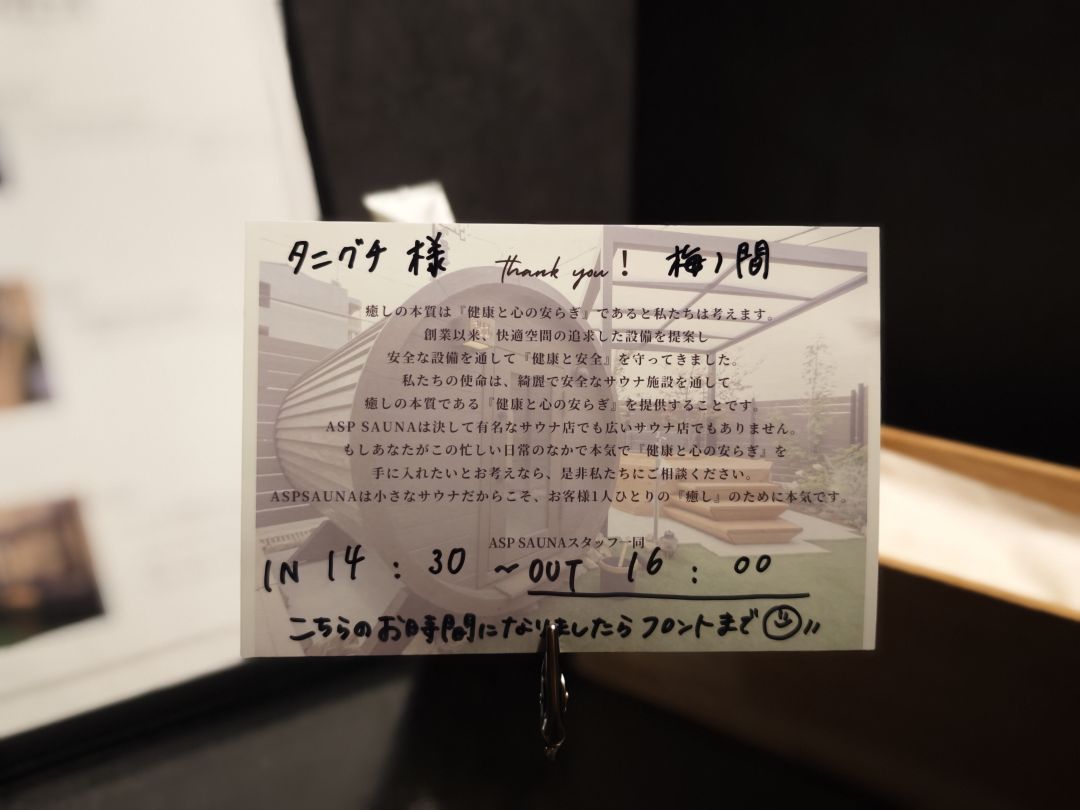 タニグチ 様 thank you! 梅ノ間
癒しの本質は『健康と心の安らぎ』であると私たちは考えます。
創業以来、快適空間の追求した設備を提案し
安全な設備を通して『健康と安全』を守ってきました。
私たちの使命は、綺麗で安全なサウナ施設を通して
癒しの本質である『健康と心の安らぎ』を提供することです。
ASP SAUNAは決して有名なサウナ店でも広いサウナ店でもありません。
もしあなたがこの忙しい日常のなかで本気で『健康と心の安らぎ』を
手に入れたいとお考えなら、是非私たちにご相談ください。
ASPSAUNAは小さなサウナだからこそ、お客様1人ひとりの『癒し』のために本気です。
ASP SAUNAスタッフ一同
IN 14:30 ~OUT 16:00
こちらのお時間になりましたらフロントまで